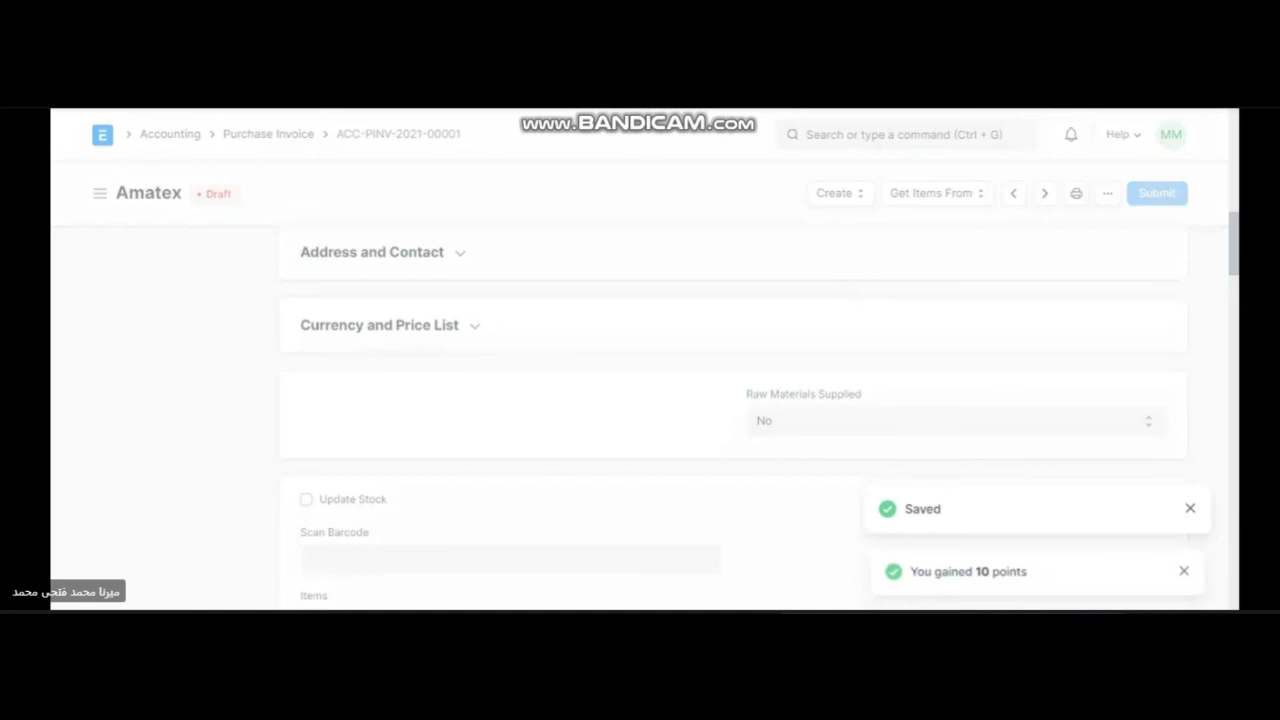 www.BANDICAM.com
E > Accounting > Purchase Invoice > ACC-PINV-2021-00001
Search or type a command (Ctrl + G)
Help
MM
Amatex
• Draft
Create
Get Items From
Submit
Address and Contact
Currency and Price List
Raw Materials Supplied
No
Update Stock
Scan Barcode
Items
Saved
You gained 10 points
ميرنا محمد فتحى محمد